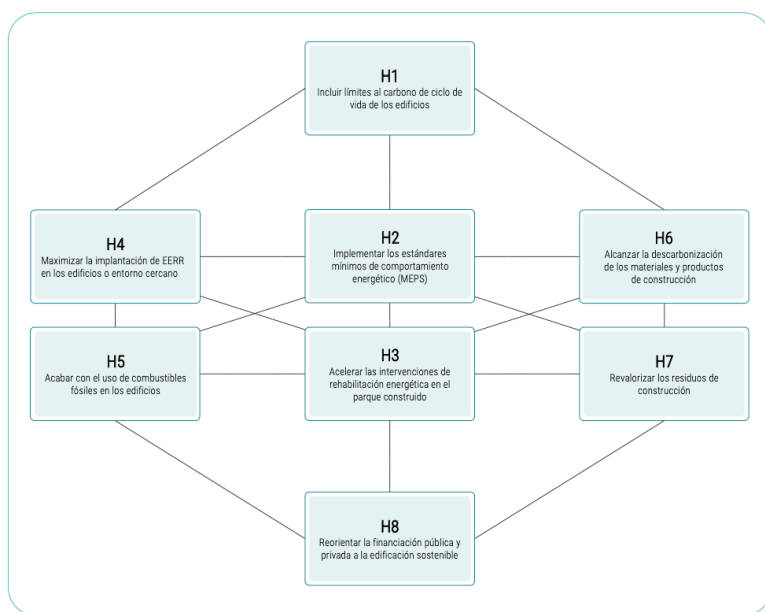 H1
Incluir límites al carbono de ciclo de
vida de los edificios
H4
Maximizar la implantación de EERR
en los edificios o entorno cercano
H2
Implementar los estándares
mínimos de comportamiento
energético (MEPS)
H6
Alcanzar la descarbonización
de los materiales y productos
de construcción
H5
Acabar con el uso de combustibles
fósiles en los edificios
H3
Acelerar las intervenciones de
rehabilitación energética en el
parque construido
H7
Revalorizar los residuos de
construcción
H8
Reorientar la financiación pública y
privada a la edificación sostenible